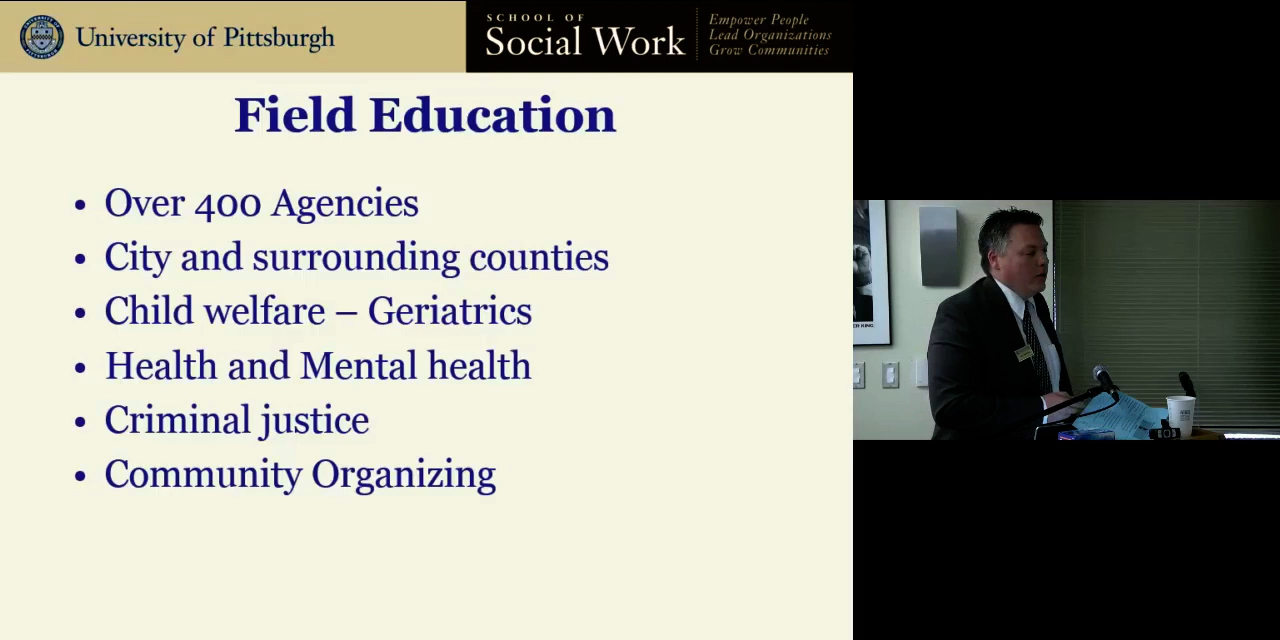 University of Pittsburgh
SCHOOL OF
Social Work
Empower People
Lead Organizations
Grow Communities
Field Education
• Over 400 Agencies
• City and surrounding counties
• Child welfare – Geriatrics
• Health and Mental health
• Criminal justice
• Community Organizing